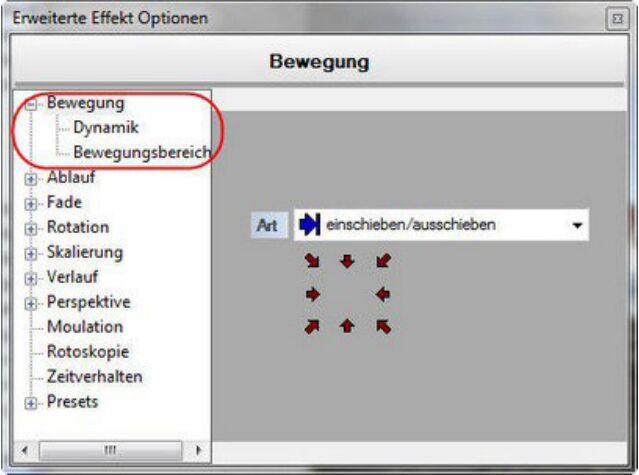 Erweiterte Effekt Optionen
Bewegung
Bewegung
Dynamik
Bewegungsbereich
Ablauf
Fade
Rotation
Skalierung
Verlauf
Perspektive
Moulation
Rotoskopie
Zeitverhalten
Presets
Art
einschieben/ausschieben